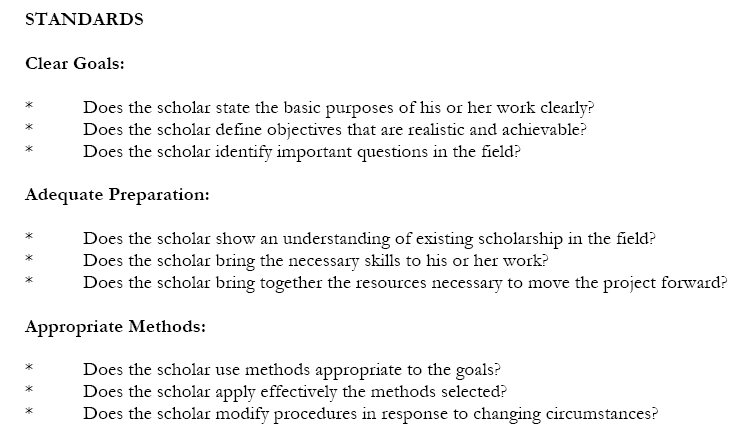 STANDARDS
Clear Goals:
* Does the scholar state the basic purposes of his or her work clearly?
* Does the scholar define objectives that are realistic and achievable?
* Does the scholar identify important questions in the field?
Adequate Preparation:
* Does the scholar show an understanding of existing scholarship in the field?
* Does the scholar bring the necessary skills to his or her work?
* Does the scholar bring together the resources necessary to move the project forward?
Appropriate Methods:
* Does the scholar use methods appropriate to the goals?
* Does the scholar apply effectively the methods selected?
* Does the scholar modify procedures in response to changing circumstances?